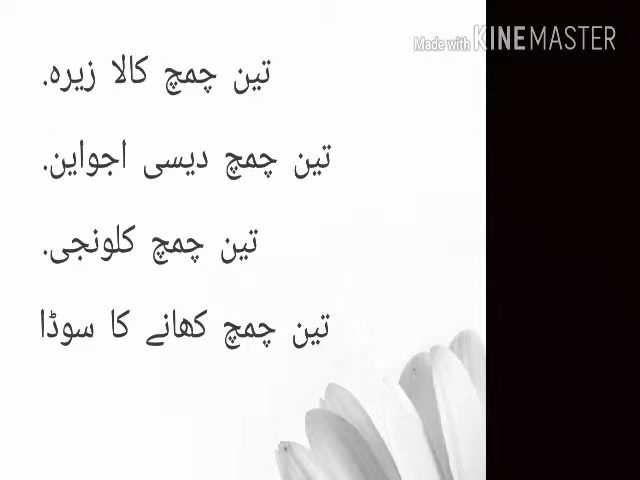 Made with KINEMASTER
تین چمچ کالا زیرہ.
تین چمچ دیسی اجواین.
تین چمچ کلونجی.
تین چمچ کھانے کا سوڈا